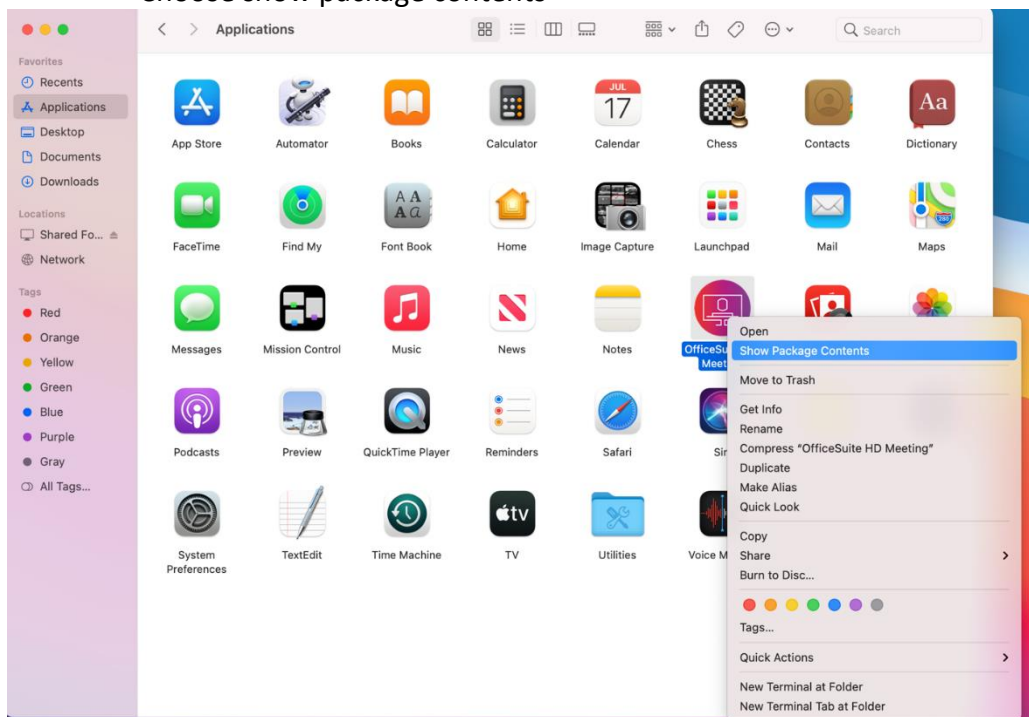 Choose show package contents
Applications
Search
Favorites
Recents
Applications
Desktop
Documents
Downloads
Locations
Shared Fo...
Network
Tags
Red
Orange
Yellow
Green
Blue
Purple
Gray
All Tags...
App Store
Automator
Books
Calculator
JUL
17
Calendar
Chess
Contacts
Aa
Dictionary
FaceTime
Find My
A A
A a
Font Book
Home
Image Capture
Launchpad
Mail
280
Maps
Messages
Mission Control
Music
News
Notes
OfficeSu
Meet
Podcasts
Preview
QuickTime Player
Reminders
Safari
Sir
System
Preferences
TextEdit
Time Machine
tv
TV
Utilities
Voice M
Open
Show Package Contents
Move to Trash
Get Info
Rename
Compress “OfficeSuite HD Meeting”
Duplicate
Make Alias
Quick Look
Copy
Share
Burn to Disc...
Tags...
Quick Actions
New Terminal at Folder
New Terminal Tab at Folder